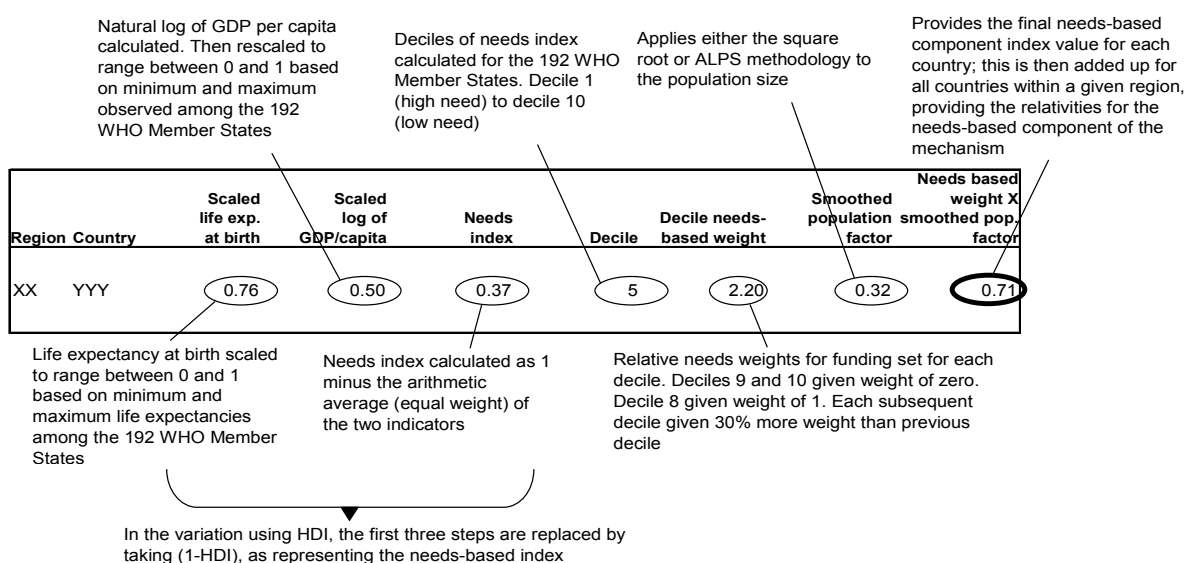 Natural log of GDP per capita
calculated. Then rescaled to
range between 0 and 1 based
on minimum and maximum
observed among the 192
WHO Member States
Deciles of needs index
calculated for the 192 WHO
Member States. Decile 1
(high need) to decile 10
(low need)
Applies either the square
root or ALPS methodology to
the population size
Provides the final needs-based
component index value for each
country; this is then added up for
all countries within a given region,
providing the relativities for the
needs-based component of the
mechanism
Region
Country
Scaled
life exp.
at birth
Scaled
log of
GDP/capita
Needs
index
Decile
Decile needs-
based weight
Smoothed
population
factor
Needs based
weight X
smoothed pop.
factor
XX YYY 0.76 0.50 0.37 5 2.20 0.32 0.71
Life expectancy at birth scaled
to range between 0 and 1
based on minimum and
maximum life expectancies
among the 192 WHO Member
States
Needs index calculated as 1
minus the arithmetic
average (equal weight) of
the two indicators
Relative needs weights for funding set for each
decile. Deciles 9 and 10 given weight of zero.
Decile 8 given weight of 1. Each subsequent
decile given 30% more weight than previous
decile
In the variation using HDI, the first three steps are replaced by
taking (1-HDI), as representing the needs-based index